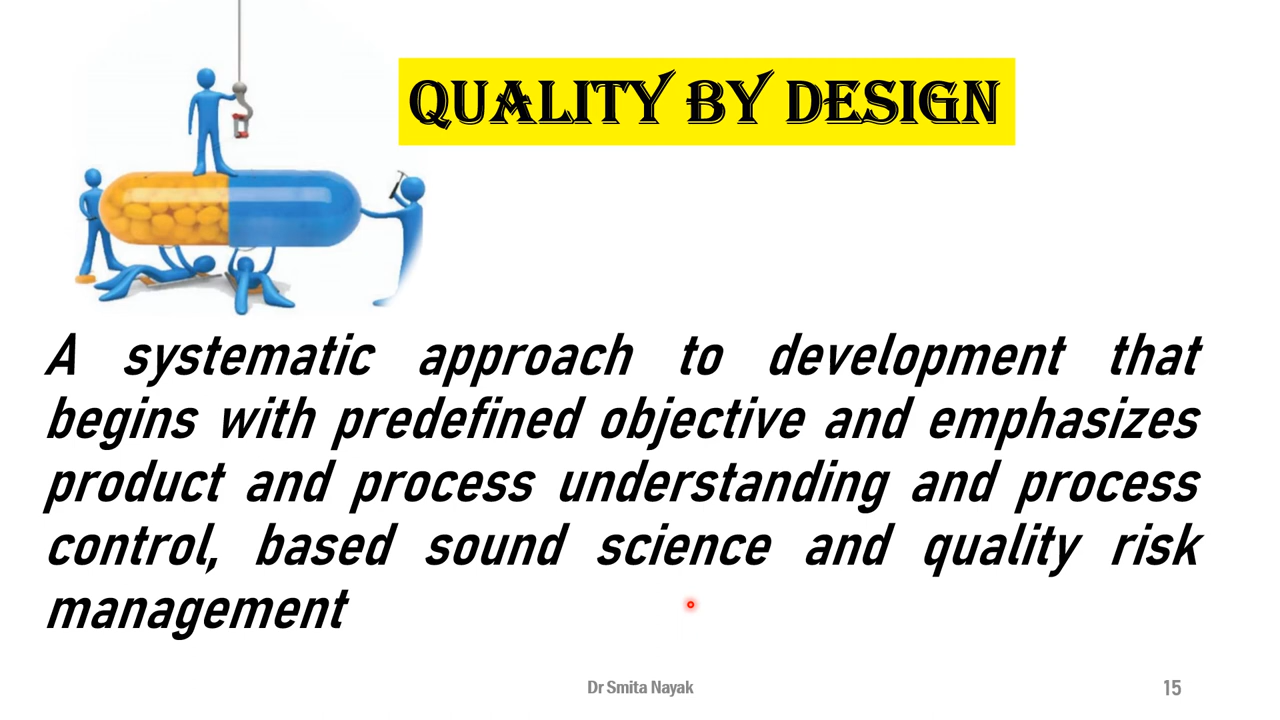 QUALITY BY DESIGN
A systematic approach to development that
begins with predefined objective and emphasizes
product and process understanding and process
control, based sound science and quality risk
management
Dr Smita Nayak
15